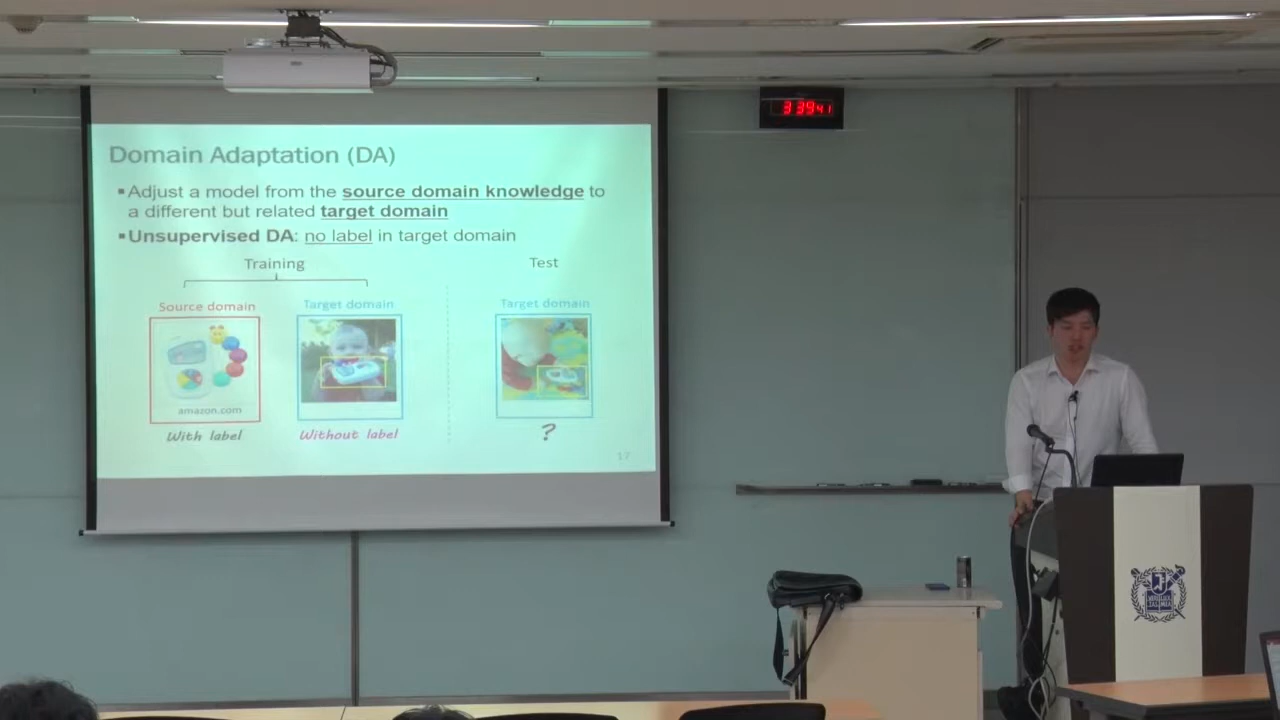 33941
Domain Adaptation (DA)
▪Adjust a model from the source domain knowledge to
a different but related target domain
▪Unsupervised DA: no label in target domain
Training
Test
Source domain
Target domain
Target domain
amazon.com
With label
Without label
?
17